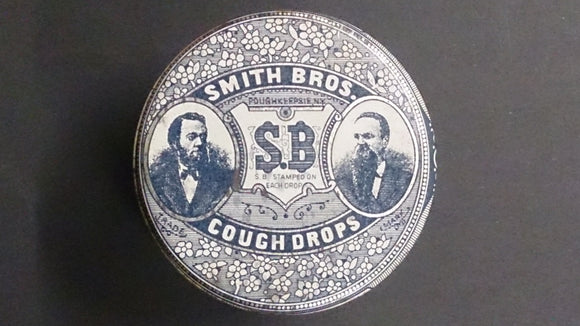 SMITH BROS.
POUGHKEEPSIE N.Y.
S.B
S.B. STAMPED ON
EACH DROP
TRADE
MARK
COUGH DROPS